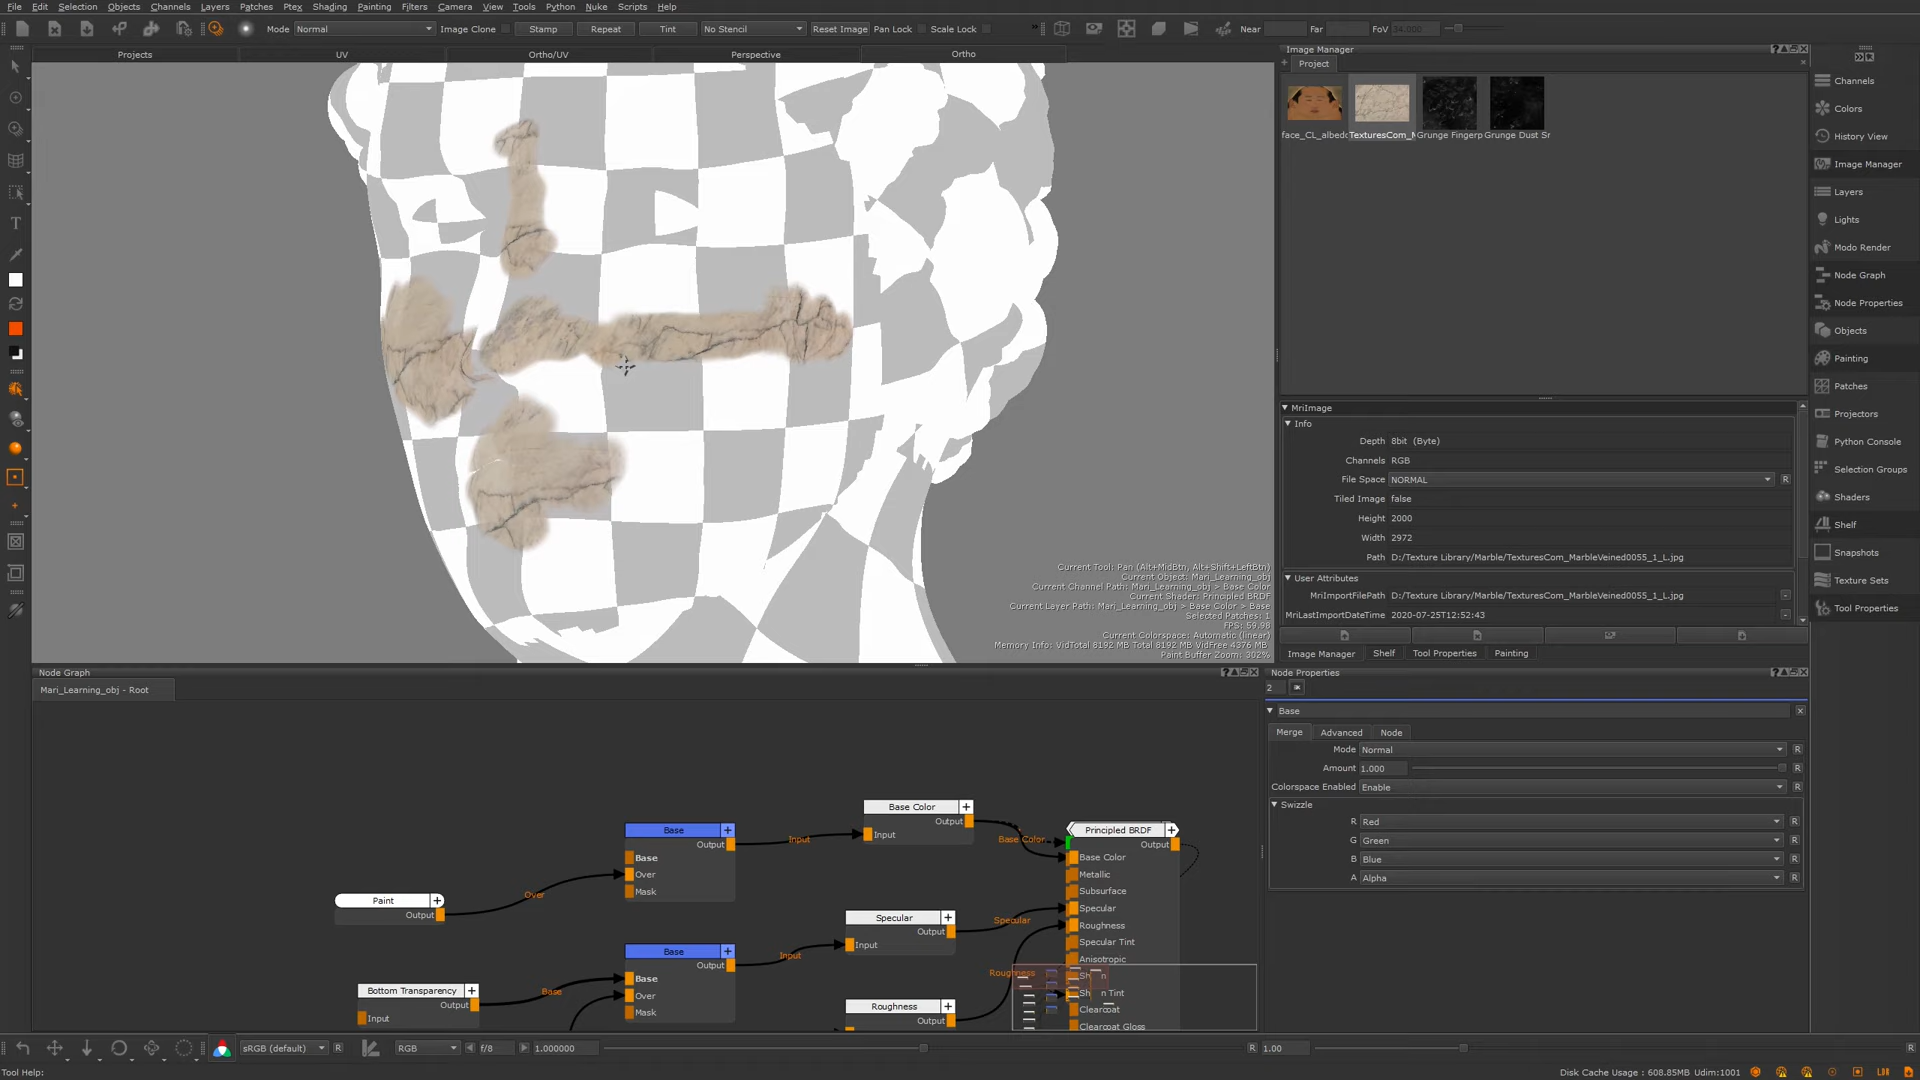 File Edit Selection Objects Channels Layers Patches Ptex Shading Painting Filters Camera View Tools Python Nuke Scripts Help
Mode Normal Image Clone Stamp Repeat Tint No Stencil Reset Image Pan Lock Scale Lock Near Far FoV 34.000
Projects UV Ortho/UV Perspective Ortho
Image Manager
Project
face_CL_albedo TexturesCom_M Grunge Fingerp Grunge Dust Sr
Channels
Colors
History View
Image Manager
Layers
Lights
Modo Render
Node Graph
Node Properties
Objects
Painting
Patches
Projectors
Python Console
Selection Groups
Shaders
Shelf
Snapshots
Texture Sets
Tool Properties
MriImage
Info
Depth 8bit (Byte)
Channels RGB
File Space NORMAL R
Tiled Image false
Height 2000
Width 2972
Path D:/Texture Library/Marble/TexturesCom_MarbleVeined0055_1_L.jpg
User Attributes
MriImportFilePath D:/Texture Library/Marble/TexturesCom_MarbleVeined0055_1_L.jpg
MriLastImportDateTime 2020-07-25T12:52:43
Image Manager Shelf Tool Properties Painting
Current Tool: Pan (Alt+MidBtn, Alt+Shift+LeftBtn)
Current Object: Mari_Learning_obj
Current Channel Path: Mari_Learning_obj > Base Color
Current Shader: Principled BRDF
Current Layer Path: Mari_Learning_obj > Base Color > Base
Selected Patches: 1
FPS: 59.98
Current Colorspace: Automatic (linear)
Memory Info: VidTotal 8192 MB Total 8192 MB VidFree 4376 MB
Paint Buffer Zoom: 302%
Node Graph
Mari_Learning_obj - Root
Paint
Output
Over
Base
Output
Base
Over
Mask
Input
Base Color
Output
Input
Base Color
Principled BRDF
Output
Base Color
Metallic
Subsurface
Specular
Roughness
Specular Tint
Anisotropic
Sheen
Sheen Tint
Clearcoat
Clearcoat Gloss
Bottom Transparency
Output
Input
Base
Base
Output
Base
Over
Mask
Input
Specular
Output
Input
Specular
Roughness
Output
Roughness
Node Properties
2
Base
Merge Advanced Node
Mode Normal R
Amount 1.000 R
Colorspace Enabled Enable R
Swizzle
R Red R
G Green R
B Blue R
A Alpha R
sRGB (default) R RGB f/8 1.000000 R 1.00 R
Tool Help: Disk Cache Usage : 608.85MB Udim:1001